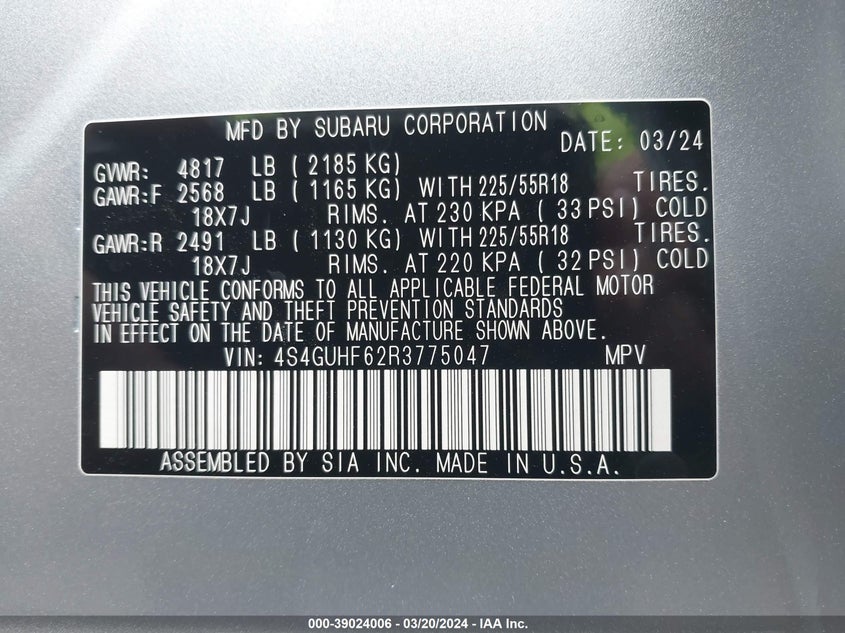 MFD BY SUBARU CORPORATION DATE: 03/24
GVWR: 4817 LB ( 2185 KG)
GAWR:F 2568 LB ( 1165 KG) WITH 225/55R18 TIRES.
18X7J RIMS. AT 230 KPA ( 33 PSI) COLD
GAWR:R 2491 LB ( 1130 KG) WITH 225/55R18 TIRES.
18X7J RIMS. AT 220 KPA ( 32 PSI) COLD
THIS VEHICLE CONFORMS TO ALL APPLICABLE FEDERAL MOTOR
VEHICLE SAFETY AND THEFT PREVENTION STANDARDS
IN EFFECT ON THE DATE OF MANUFACTURE SHOWN ABOVE.
VIN: 4S4GUHF62R3775047 MPV
ASSEMBLED BY SIA INC. MADE IN U.S.A.
000-39024006 - 03/20/2024 - IAA Inc.